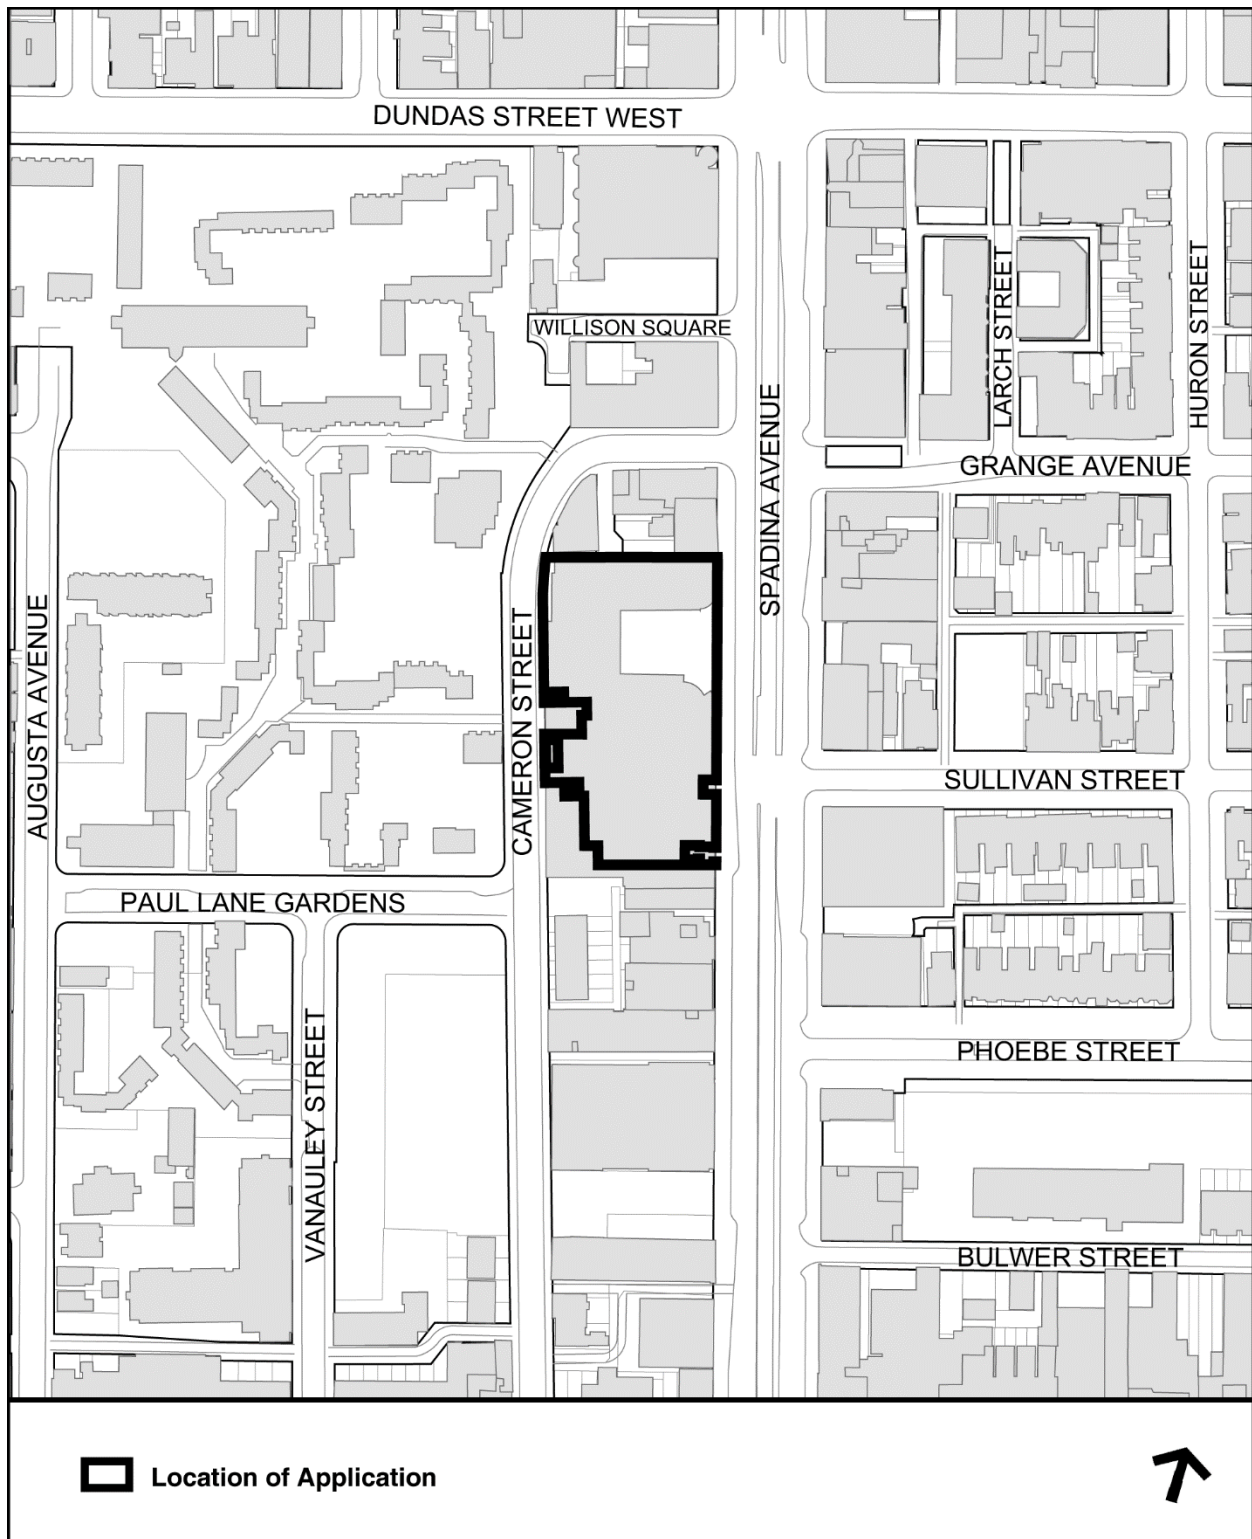 DUNDAS STREET WEST
WILLISON SQUARE
LARCH STREET
HURON STREET
SPADINA AVENUE
GRANGE AVENUE
AUGUSTA AVENUE
CAMERON STREET
SULLIVAN STREET
PAUL LANE GARDENS
VANAULEY STREET
PHOEBE STREET
BULWER STREET
Location of Application